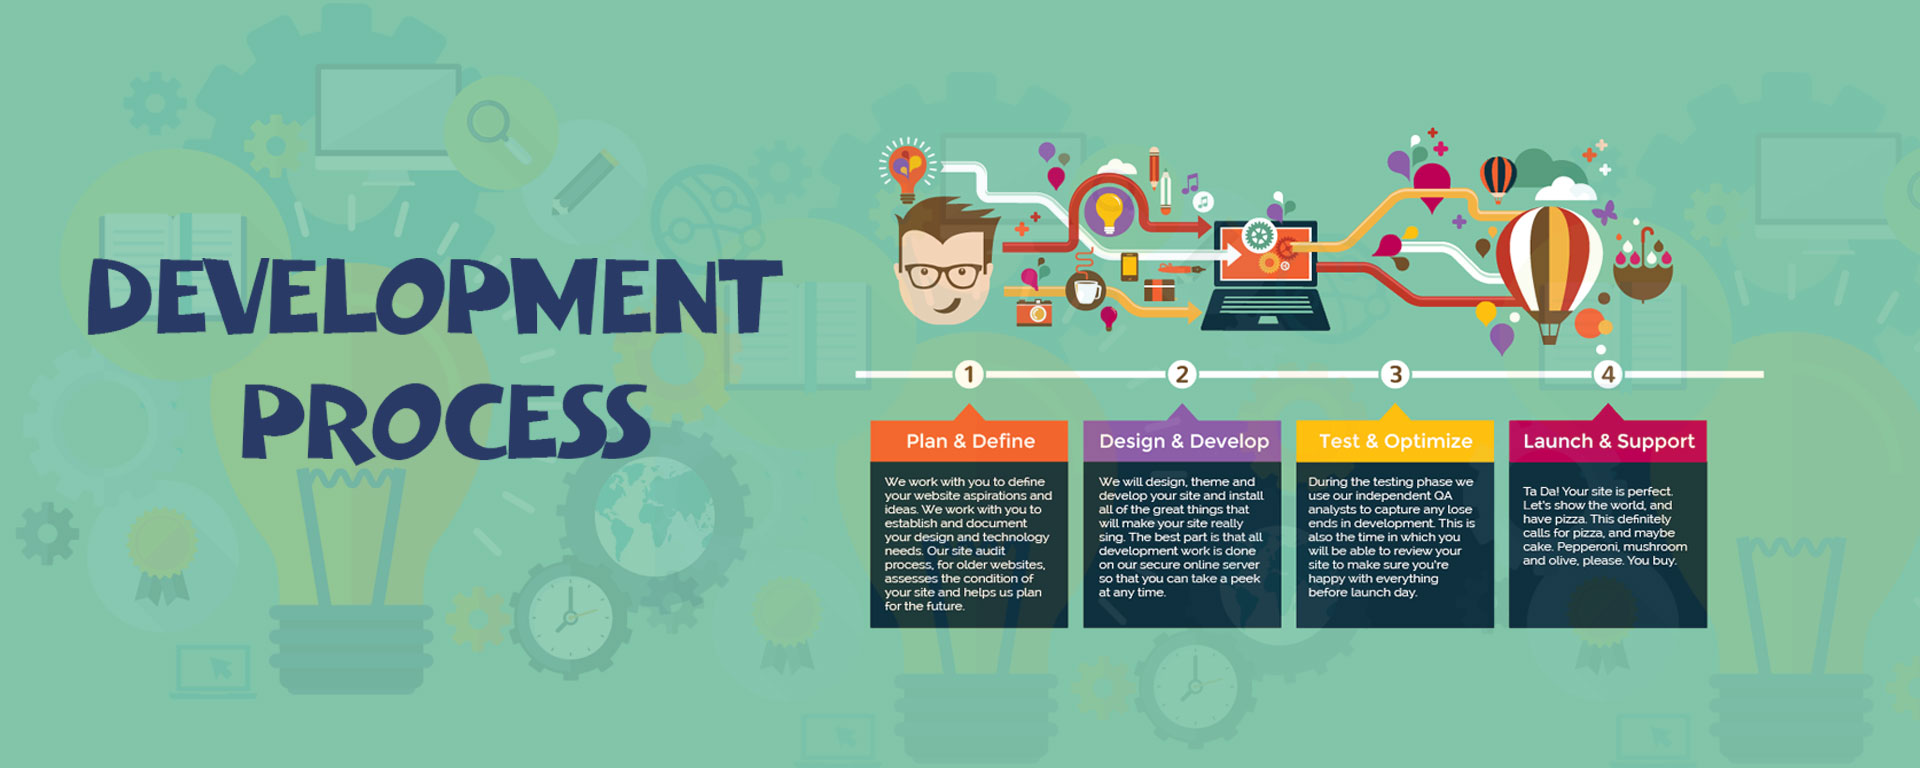 DEVELOPMENT
PROCESS
1
2
3
4
Plan & Define
We work with you to define
your website aspirations and
ideas. We work with you to
establish and document
your design and technology
needs. Our site audit
process, for older websites,
assesses the condition of
your site and helps us plan
for the future.
Design & Develop
We will design, theme and
develop your site and install
all of the great things that
will make your site really
sing. The best part is that all
development work is done
on our secure online server
so that you can take a peek
at any time.
Test & Optimize
During the testing phase we
use our independent QA
analysts to capture any lose
ends in development. This is
also the time in which you
will be able to review your
site to make sure you're
happy with everything
before launch day.
Launch & Support
Ta Da! Your site is perfect.
Let's show the world, and
have pizza. This definitely
calls for pizza, and maybe
cake. Pepperoni, mushroom
and olive, please. You buy.